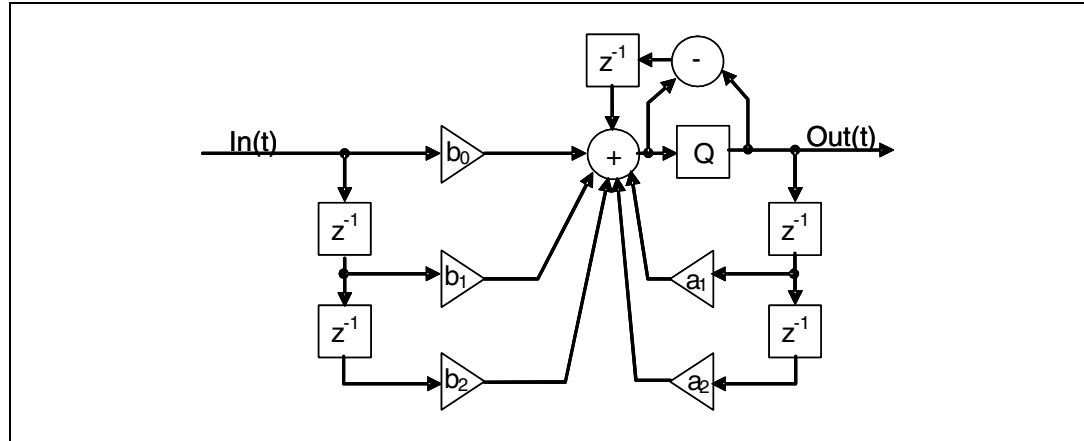 z⁻¹
-
In(t)
b₀
+
Q
Out(t)
z⁻¹
z⁻¹
b₁
a₁
z⁻¹
z⁻¹
b₂
a₂